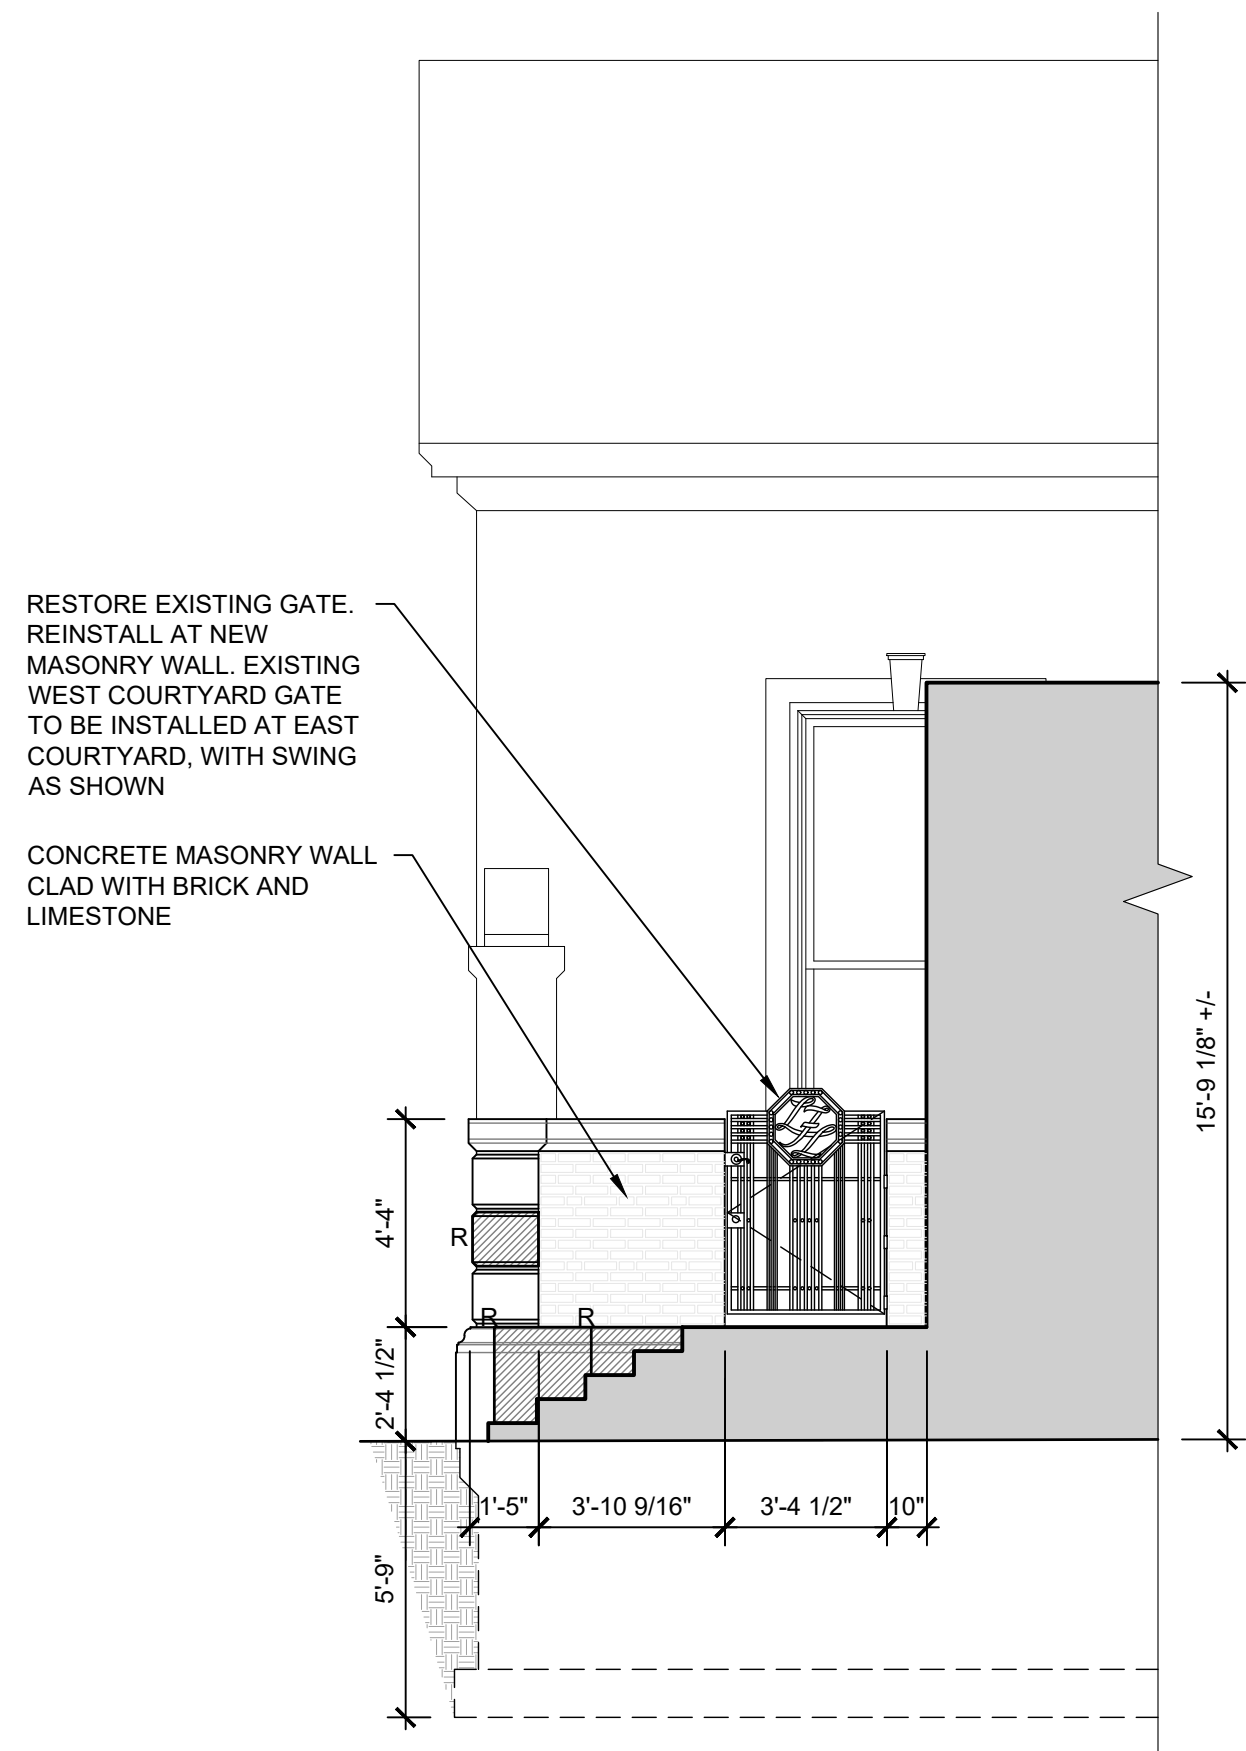 RESTORE EXISTING GATE.
REINSTALL AT NEW
MASONRY WALL. EXISTING
WEST COURTYARD GATE
TO BE INSTALLED AT EAST
COURTYARD, WITH SWING
AS SHOWN
CONCRETE MASONRY WALL
CLAD WITH BRICK AND
LIMESTONE
15'-9 1/8" +/-
4'-4"
R
R
R
2'-4 1/2"
1'-5"
3'-10 9/16"
3'-4 1/2"
10"
5'-9"